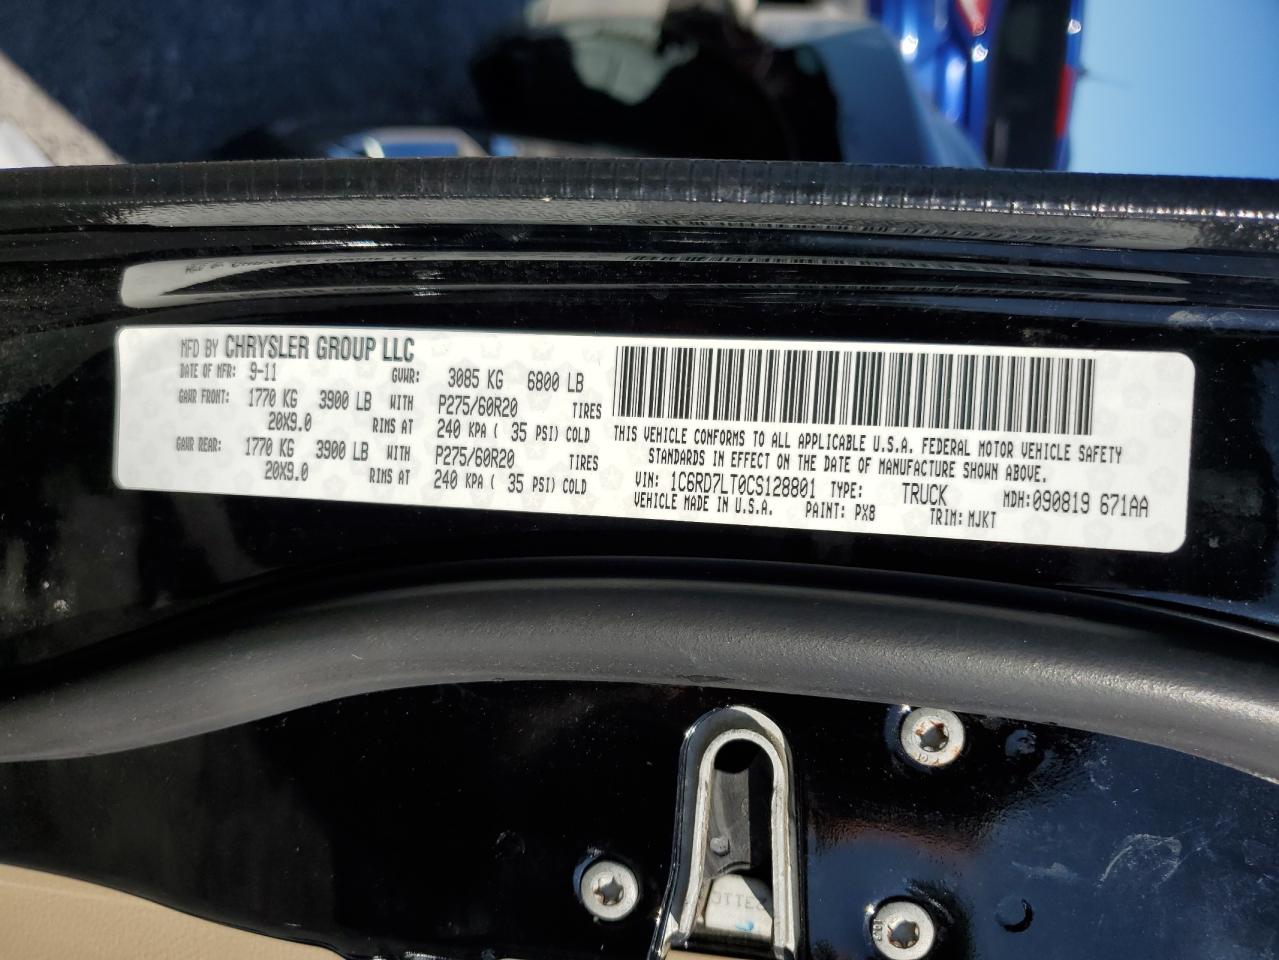 MFD BY CHRYSLER GROUP LLC
DATE OF MFR: 9-11 GVWR: 3085 KG 6800 LB
GAWR FRONT: 1770 KG 3900 LB WITH P275/60R20 TIRES
20X9.0 RIMS AT 240 KPA ( 35 PSI) COLD
GAWR REAR: 1770 KG 3900 LB WITH P275/60R20 TIRES
20X9.0 RIMS AT 240 KPA ( 35 PSI) COLD
THIS VEHICLE CONFORMS TO ALL APPLICABLE U.S.A. FEDERAL MOTOR VEHICLE SAFETY
STANDARDS IN EFFECT ON THE DATE OF MANUFACTURE SHOWN ABOVE.
VIN: 1C6RD7LT0CS128801 TYPE: TRUCK MDH:090819 671AA
VEHICLE MADE IN U.S.A. PAINT: PX8 TRIM: MJKT